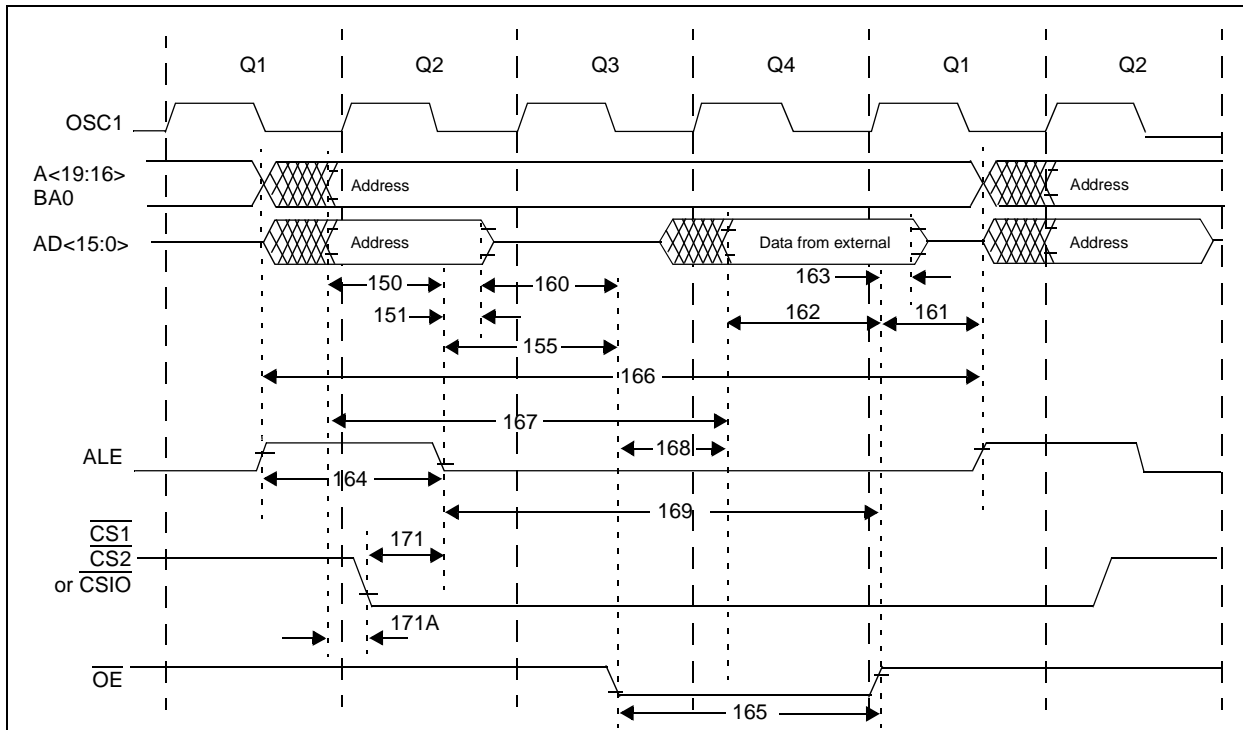 Q1 Q2 Q3 Q4 Q1 Q2
OSC1
A<19:16>
BA0
Address
Address
AD<15:0>
Address
Data from external
Address
150
160
163
151
162
161
155
166
167
ALE
168
164
169
CS1
CS2
or CSIO
171
171A
OE
165